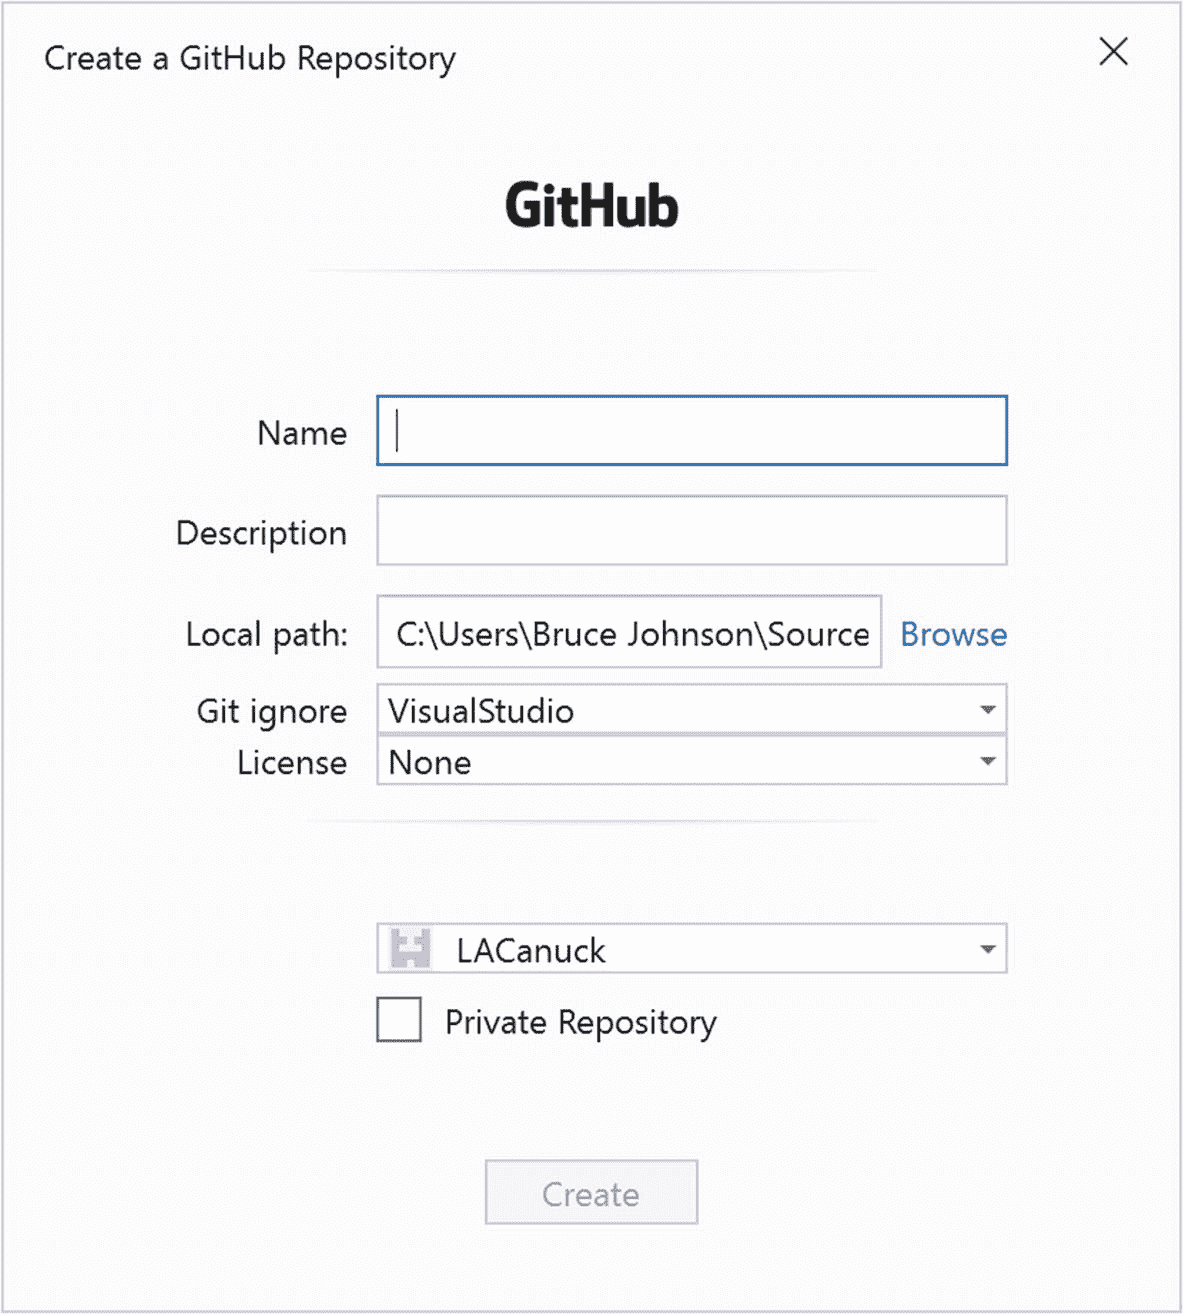 Create a GitHub Repository
GitHub
Name
Description
Local path: C:\Users\Bruce Johnson\Source Browse
Git ignore VisualStudio
License None
LACanuck
Private Repository
Create